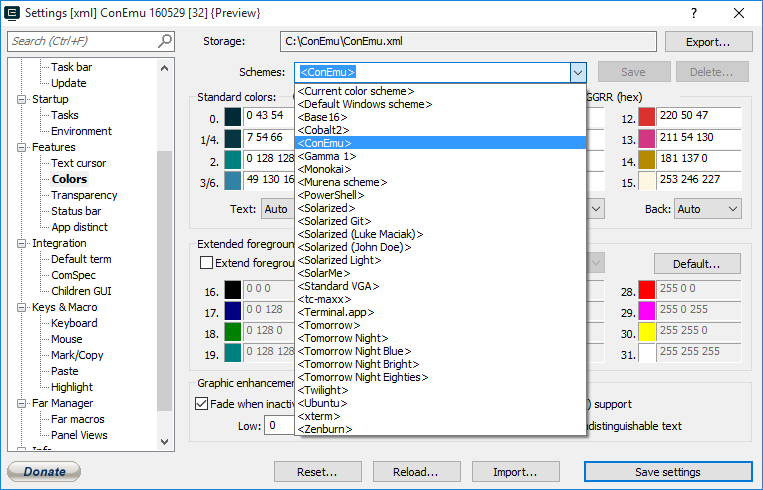 Settings [xml] ConEmu 160529 [32] {Preview}
Search (Ctrl+F)
Task bar
Update
Startup
Tasks
Environment
Features
Text cursor
Colors
Transparency
Status bar
App distinct
Integration
Default term
ComSpec
Children GUI
Keys & Macro
Keyboard
Mouse
Mark/Copy
Paste
Highlight
Far Manager
Far macros
Panel Views
Info
Donate
Storage: C:\ConEmu\ConEmu.xml Export...
Schemes: <ConEmu> Save Delete...
<Current color scheme>
<Default Windows scheme>
<Base16>
<Cobalt2>
<ConEmu>
<Gamma 1>
<Monokai>
<Murena scheme>
<PowerShell>
<Solarized>
<Solarized Git>
<Solarized (Luke Maciak)>
<Solarized (John Doe)>
<Solarized Light>
<SolarMe>
<Standard VGA>
<tc-maxx>
<Terminal.app>
<Tomorrow>
<Tomorrow Night>
<Tomorrow Night Blue>
<Tomorrow Night Bright>
<Tomorrow Night Eighties>
<Twilight>
<Ubuntu>
<xterm>
<Zenburn>
Standard colors: GGRR (hex)
0. 0 43 54 12. 220 50 47
1/4. 7 54 66 13. 211 54 130
2. 0 128 128 14. 181 137 0
3/6. 49 130 16 15. 253 246 227
Text: Auto Back: Auto
Extended foreground
Extend foregroun Default...
16. 0 0 0 28. 255 0 0
17. 0 0 128 29. 255 0 255
18. 0 128 0 30. 255 255 0
19. 0 128 128 31. 255 255 255
Graphic enhancemen
Fade when inactiv ) support
Low: 0 distinguishable text
Reset... Reload... Import... Save settings